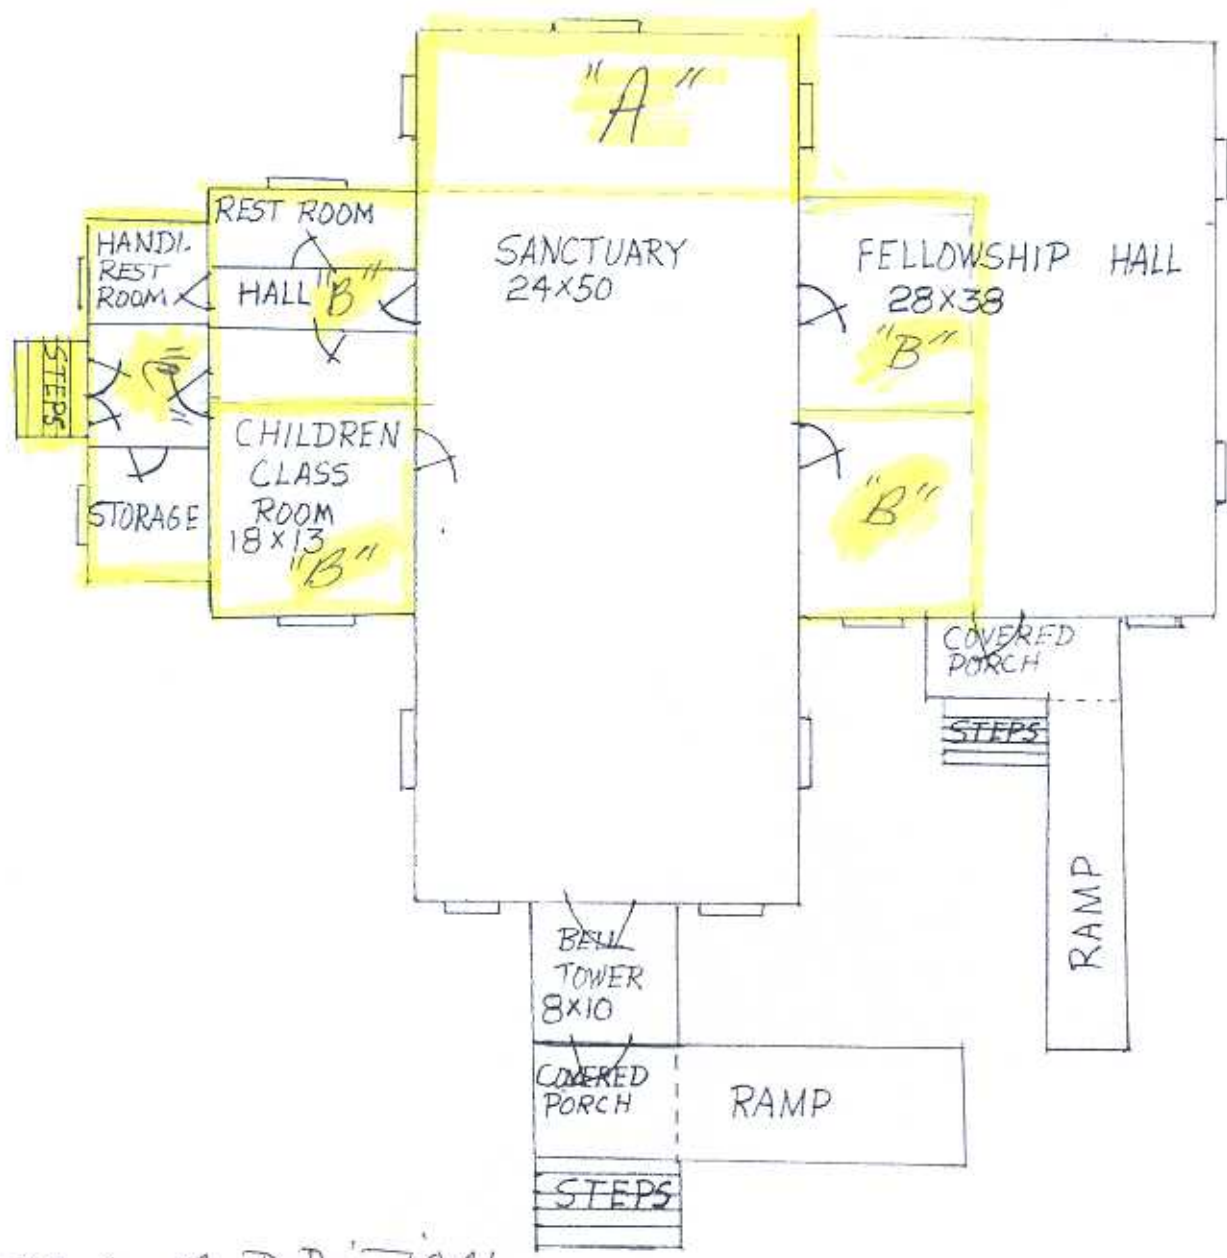 "A"
REST ROOM
HANDI.
REST
ROOM
HALL "B"
SANCTUARY
24X50
FELLOWSHIP HALL
28X38
"B"
STEPS
CHILDREN
CLASS
ROOM
18X13
"B"
STORAGE
"B"
COVERED
PORCH
STEPS
RAMP
BELL
TOWER
8X10
COVERED
PORCH
RAMP
STEPS